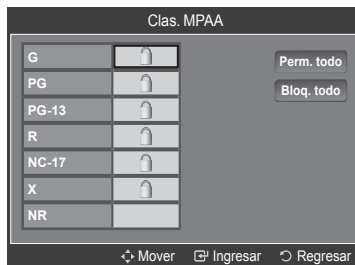 Clas. MPAA
G
PG
PG-13
R
NC-17
X
NR
Perm. todo
Bloq. todo
Mover Ingresar Regresar